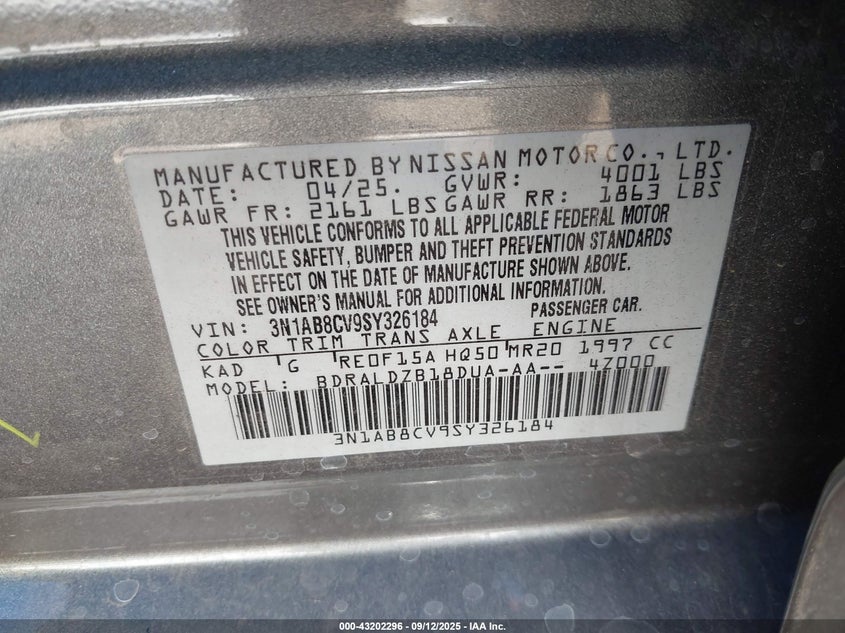 MANUFACTURED BY NISSAN MOTOR CO., LTD.
DATE: 04/25. GVWR: 4001 LBS
GAWR FR: 2161 LBS GAWR RR: 1863 LBS
THIS VEHICLE CONFORMS TO ALL APPLICABLE FEDERAL MOTOR
VEHICLE SAFETY, BUMPER AND THEFT PREVENTION STANDARDS
IN EFFECT ON THE DATE OF MANUFACTURE SHOWN ABOVE.
SEE OWNER'S MANUAL FOR ADDITIONAL INFORMATION.
VIN: 3N1AB8CV9SY326184 PASSENGER CAR.
COLOR TRIM TRANS AXLE ENGINE
KAD G RE0F15A HQ50 MR20 1997 CC
MODEL: BDRALDZB18DUA-AA-- 4Z000
3N1AB8CV9SY326184
000-43202296 - 09/12/2025 - IAA Inc.